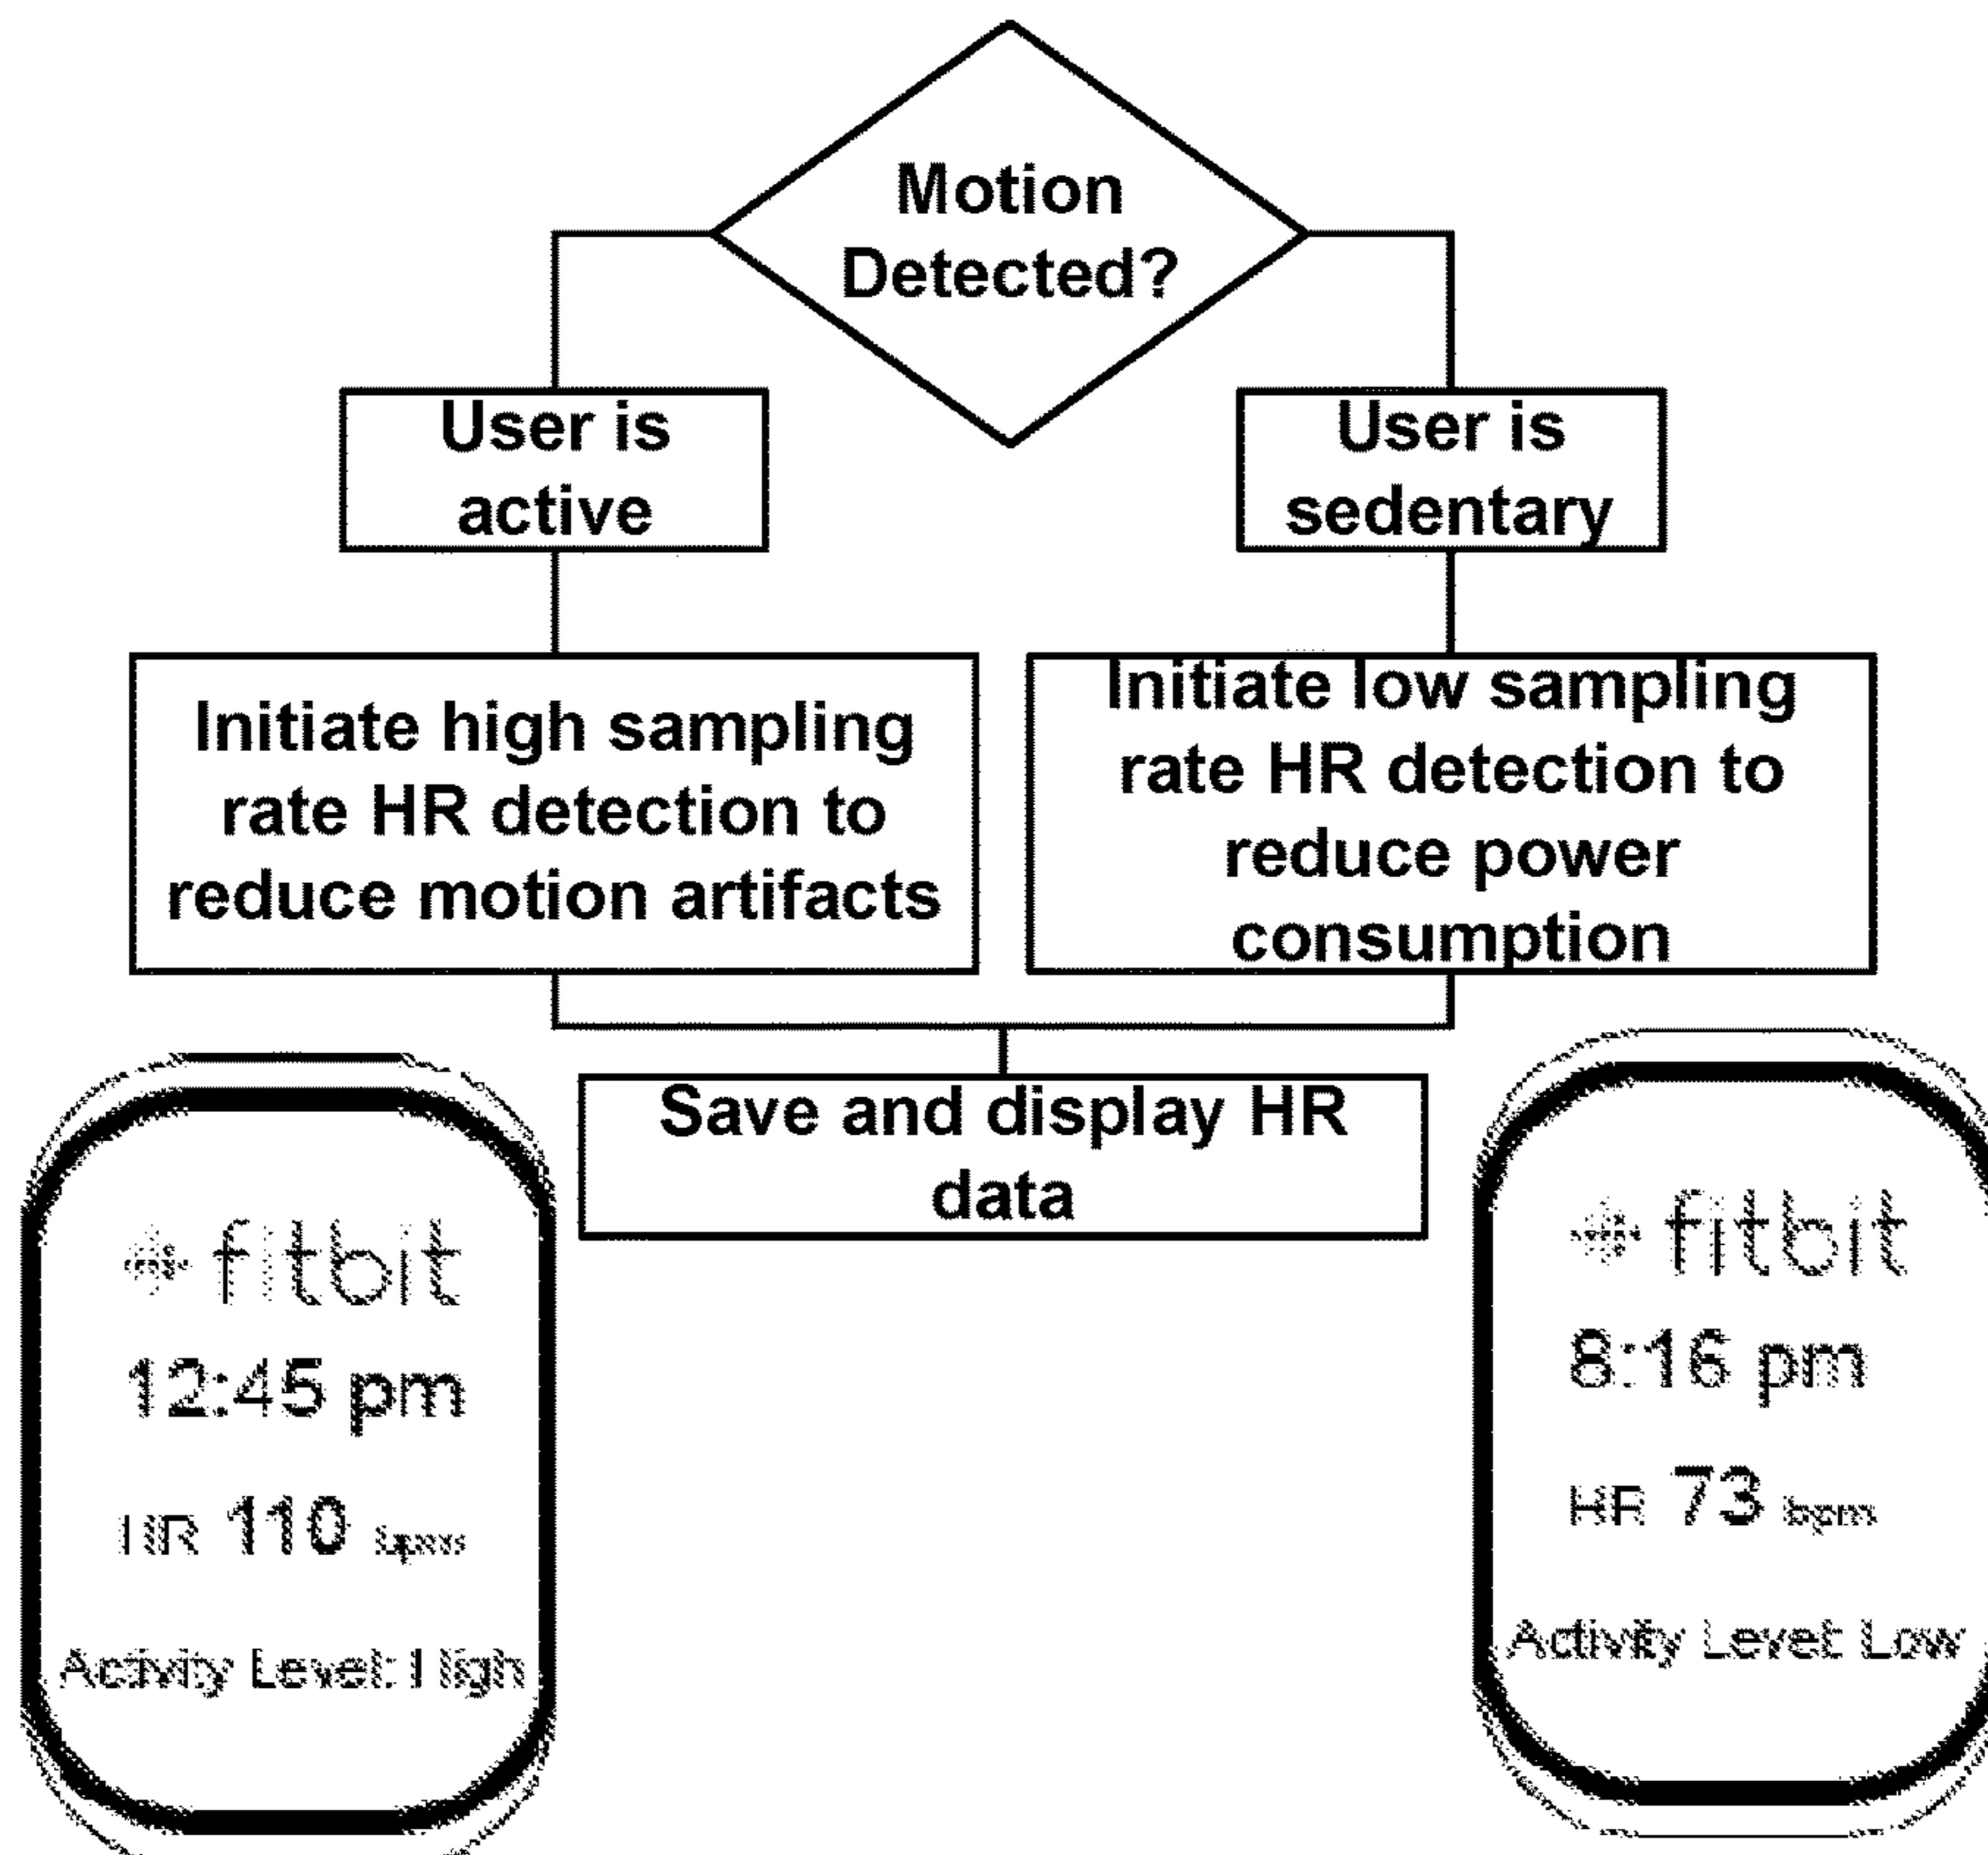 Motion
Detected?
User is
active
User is
sedentary
Initiate high sampling
rate HR detection to
reduce motion artifacts
Initiate low sampling
rate HR detection to
reduce power
consumption
Save and display HR
data
fitbit
12:45 pm
HR 110 bpm
Activity Level: High
fitbit
8:16 pm
HR 73 bpm
Activity Level: Low